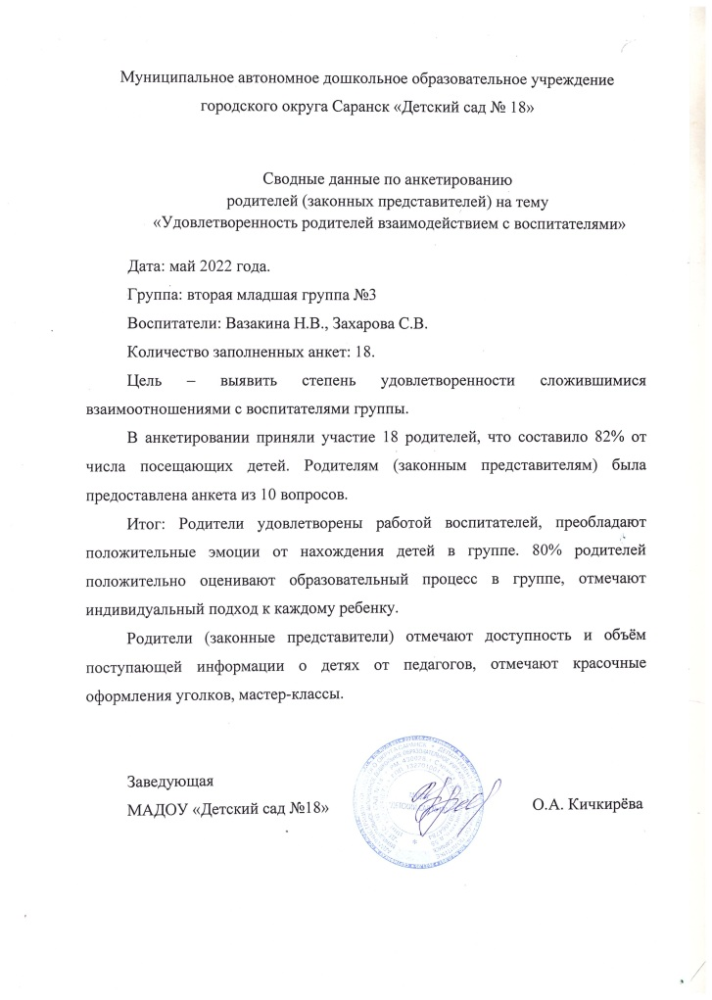 Муниципальное автономное дошкольное образовательное учреждение
городского округа Саранск «Детский сад № 18»
Сводные данные по анкетированию
родителей (законных представителей) на тему
«Удовлетворенность родителей взаимодействием с воспитателями»
Дата: май 2022 года.
Группа: вторая младшая группа №3
Воспитатели: Вазакина Н.В., Захарова С.В.
Количество заполненных анкет: 18.
Цель – выявить степень удовлетворенности сложившимися
взаимоотношениями с воспитателями группы.
В анкетировании приняли участие 18 родителей, что составило 82% от
числа посещающих детей. Родителям (законным представителям) была
предоставлена анкета из 10 вопросов.
Итог: Родители удовлетворены работой воспитателей, преобладают
положительные эмоции от нахождения детей в группе. 80% родителей
положительно оценивают образовательный процесс в группе, отмечают
индивидуальный подход к каждому ребенку.
Родители (законные представители) отмечают доступность и объём
поступающей информации о детях от педагогов, отмечают красочные
оформления уголков, мастер-классы.
Заведующая
МАДОУ «Детский сад №18»
О.А. Кичкирёва